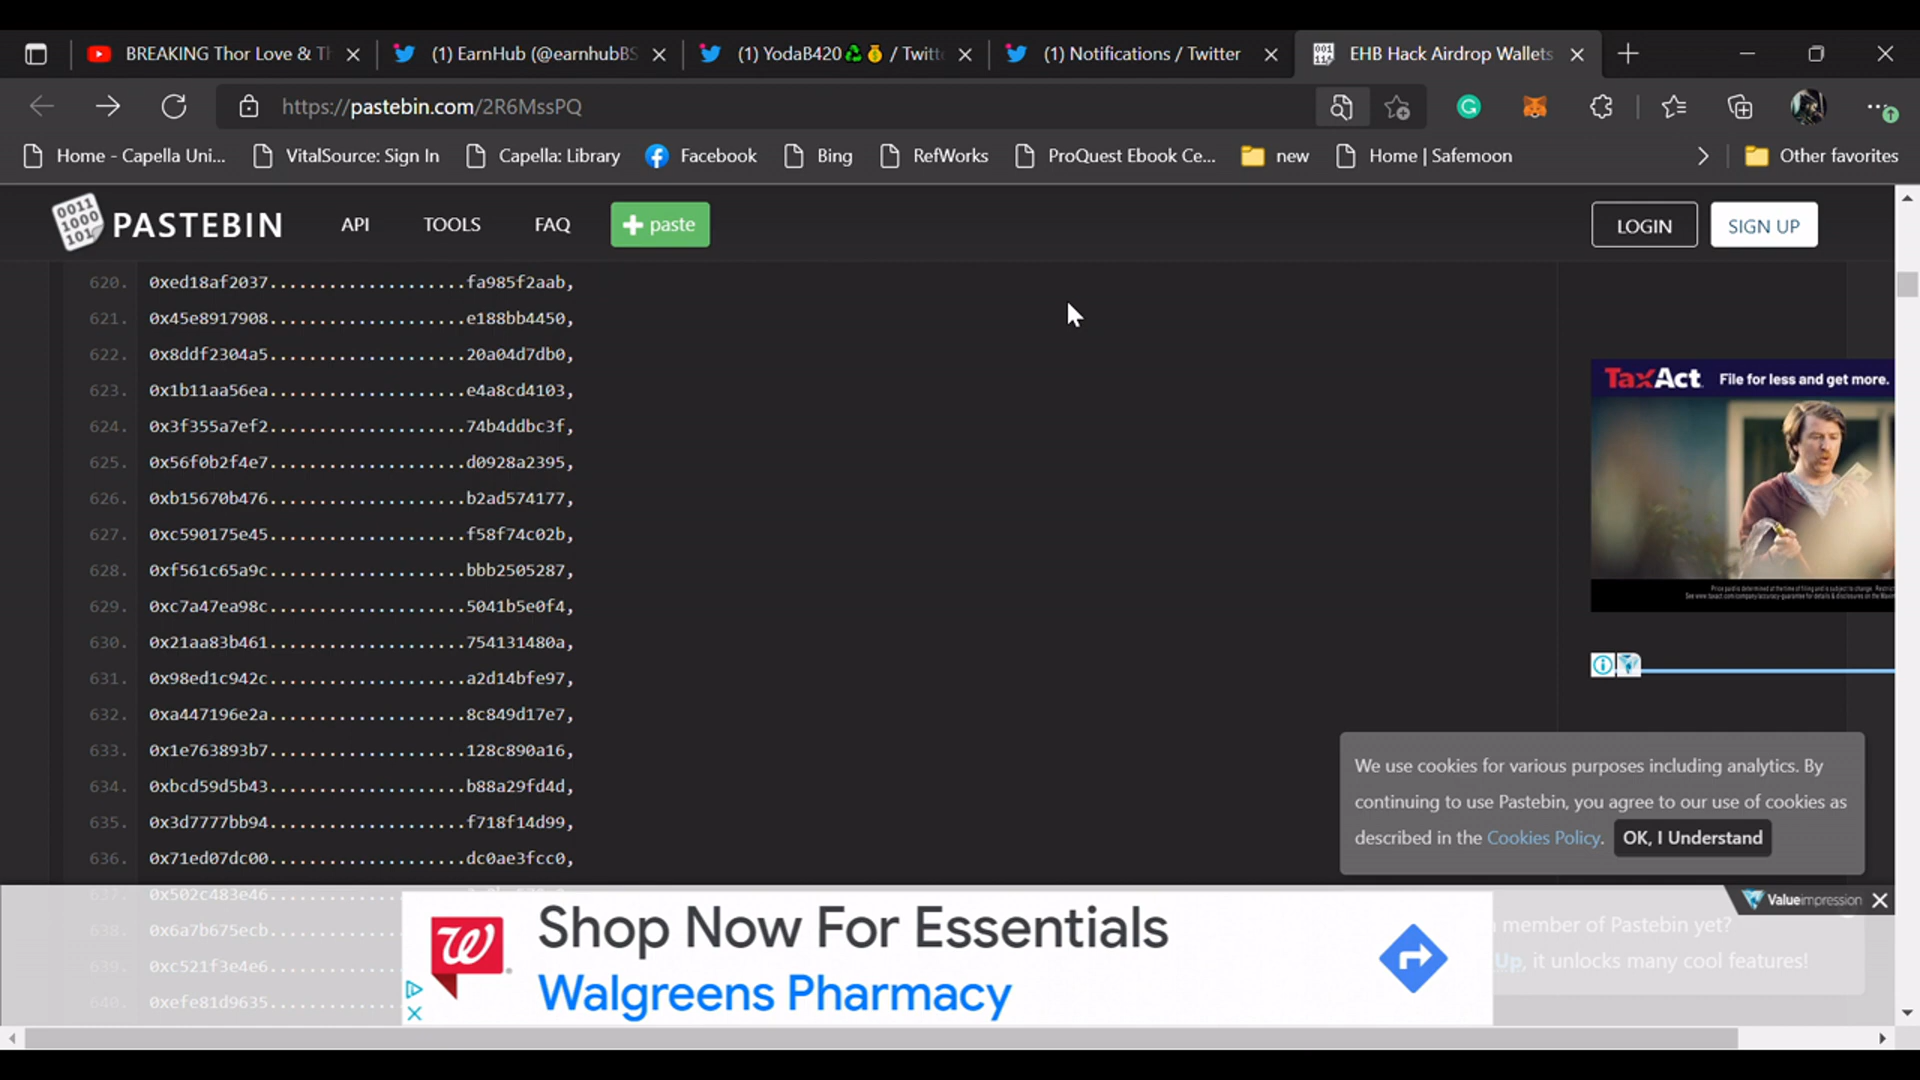 BREAKING Thor Love & Th
(1) EarnHub (@earnhubBS
(1) YodaB420♻️💰 / Twitt
(1) Notifications / Twitter
EHB Hack Airdrop Wallets
https://pastebin.com/2R6MssPQ
Home - Capella Uni...
VitalSource: Sign In
Capella: Library
Facebook
Bing
RefWorks
ProQuest Ebook Ce...
new
Home | Safemoon
Other favorites
PASTEBIN
API
TOOLS
FAQ
+ paste
LOGIN
SIGN UP
620. 0xed18af2037....................fa985f2aab,
621. 0x45e8917908....................e188bb4450,
622. 0x8ddf2304a5....................20a04d7db0,
623. 0x1b11aa56ea....................e4a8cd4103,
624. 0x3f355a7ef2....................74b4ddbc3f,
625. 0x56f0b2f4e7....................d0928a2395,
626. 0xb15670b476....................b2ad574177,
627. 0xc590175e45....................f58f74c02b,
628. 0xf561c65a9c....................bbb2505287,
629. 0xc7a47ea98c....................5041b5e0f4,
630. 0x21aa83b461....................754131480a,
631. 0x98ed1c942c....................a2d14bfe97,
632. 0xa447196e2a....................8c849d17e7,
633. 0x1e763893b7....................128c890a16,
634. 0xbcd59d5b43....................b88a29fd4d,
635. 0x3d7777bb94....................f718f14d99,
636. 0x71ed07dc00....................dc0ae3fcc0,
637. 0x502c483e46....................
638. 0x6a7b675ecb.............
639. 0xc521f3e4e6.............
640. 0xefe81d9635.............
TaxAct File for less and get more.
We use cookies for various purposes including analytics. By
continuing to use Pastebin, you agree to our use of cookies as
described in the Cookies Policy. OK, I Understand
Valueimpression
member of Pastebin yet?
Up, it unlocks many cool features!
Shop Now For Essentials
Walgreens Pharmacy